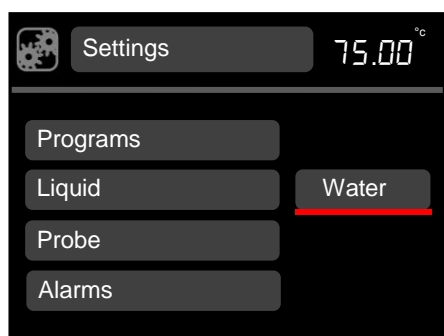 Settings 75.00 °c
Programs
Liquid Water
Probe
Alarms